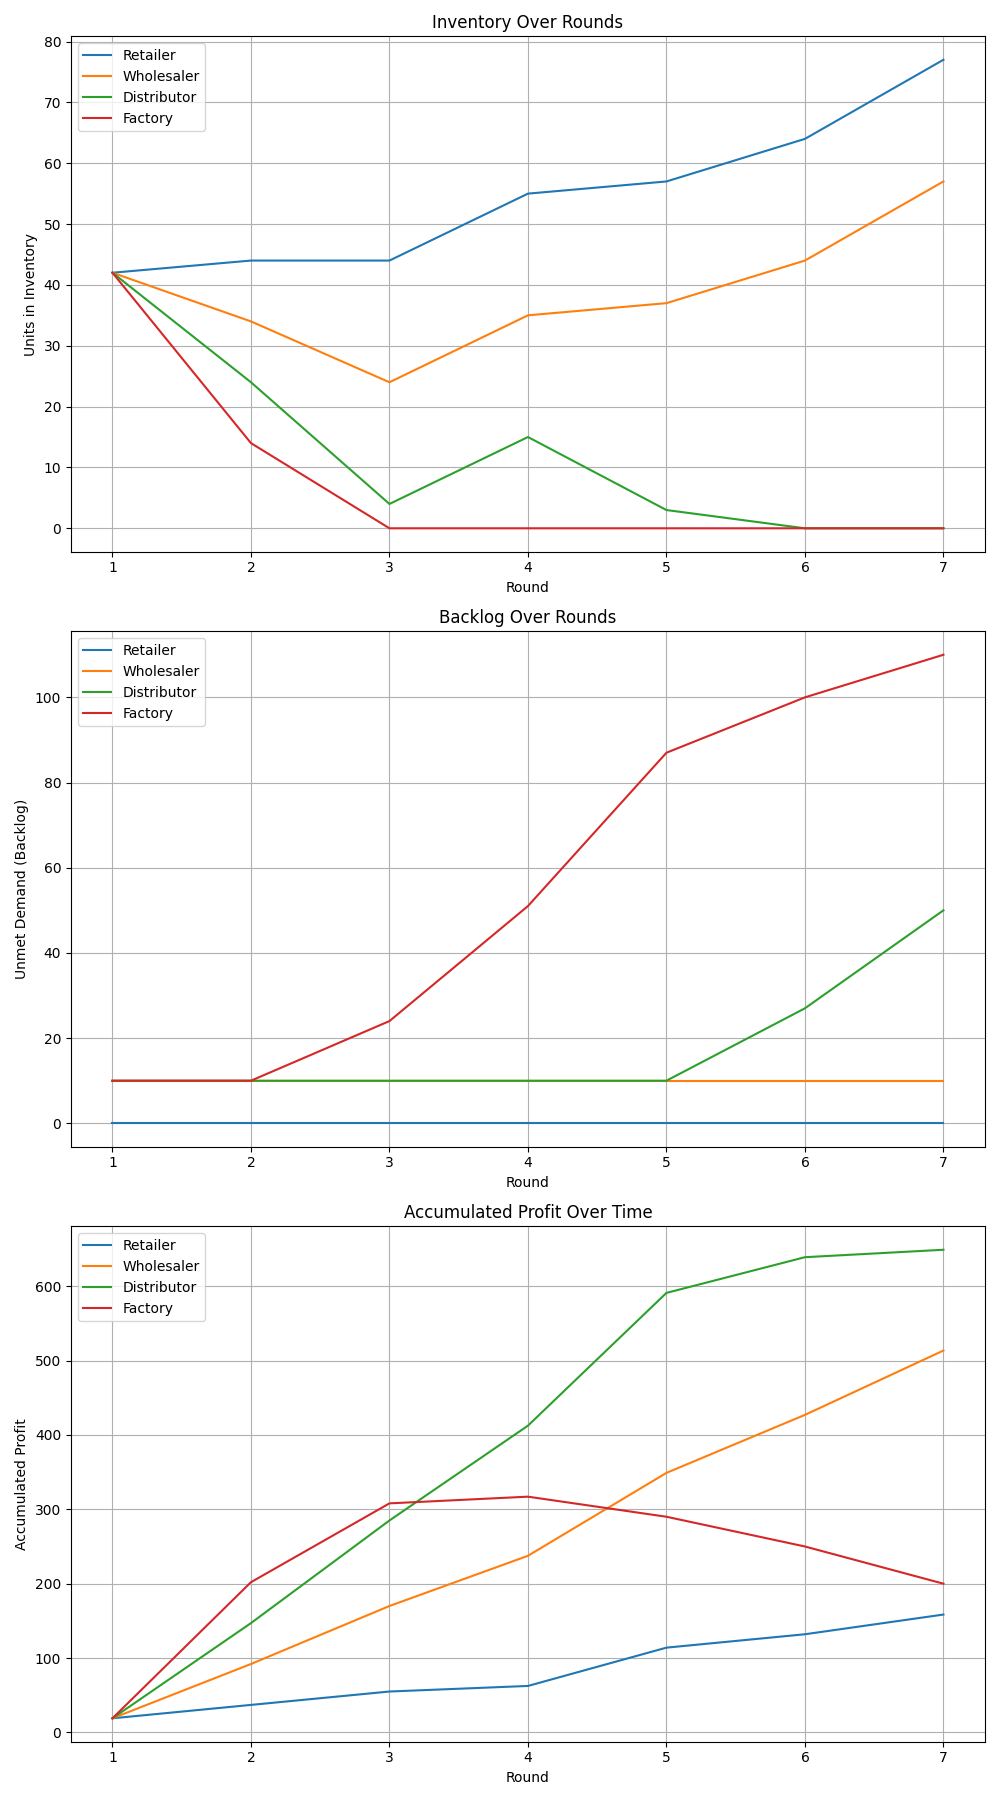 Inventory Over Rounds
Retailer
Wholesaler
Distributor
Factory
Units in Inventory
80
70
60
50
40
30
20
10
0
1 2 3 4 5 6 7
Round
Backlog Over Rounds
Retailer
Wholesaler
Distributor
Factory
Unmet Demand (Backlog)
100
80
60
40
20
0
1 2 3 4 5 6 7
Round
Accumulated Profit Over Time
Retailer
Wholesaler
Distributor
Factory
Accumulated Profit
600
500
400
300
200
100
0
1 2 3 4 5 6 7
Round